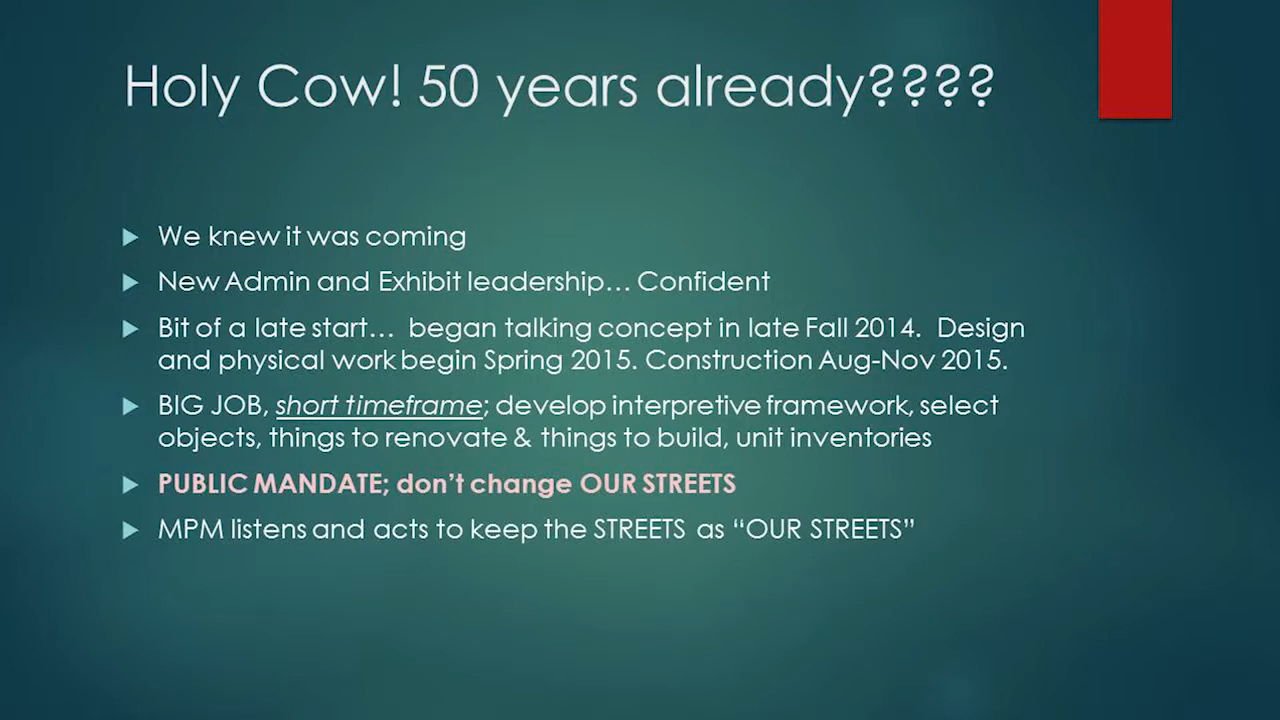 Holy Cow! 50 years already????
We knew it was coming
New Admin and Exhibit leadership… Confident
Bit of a late start…  began talking concept in late Fall 2014.  Design
and physical work begin Spring 2015. Construction Aug-Nov 2015.
BIG JOB, short timeframe; develop interpretive framework, select
objects, things to renovate & things to build, unit inventories
PUBLIC MANDATE; don’t change OUR STREETS
MPM listens and acts to keep the STREETS as “OUR STREETS”